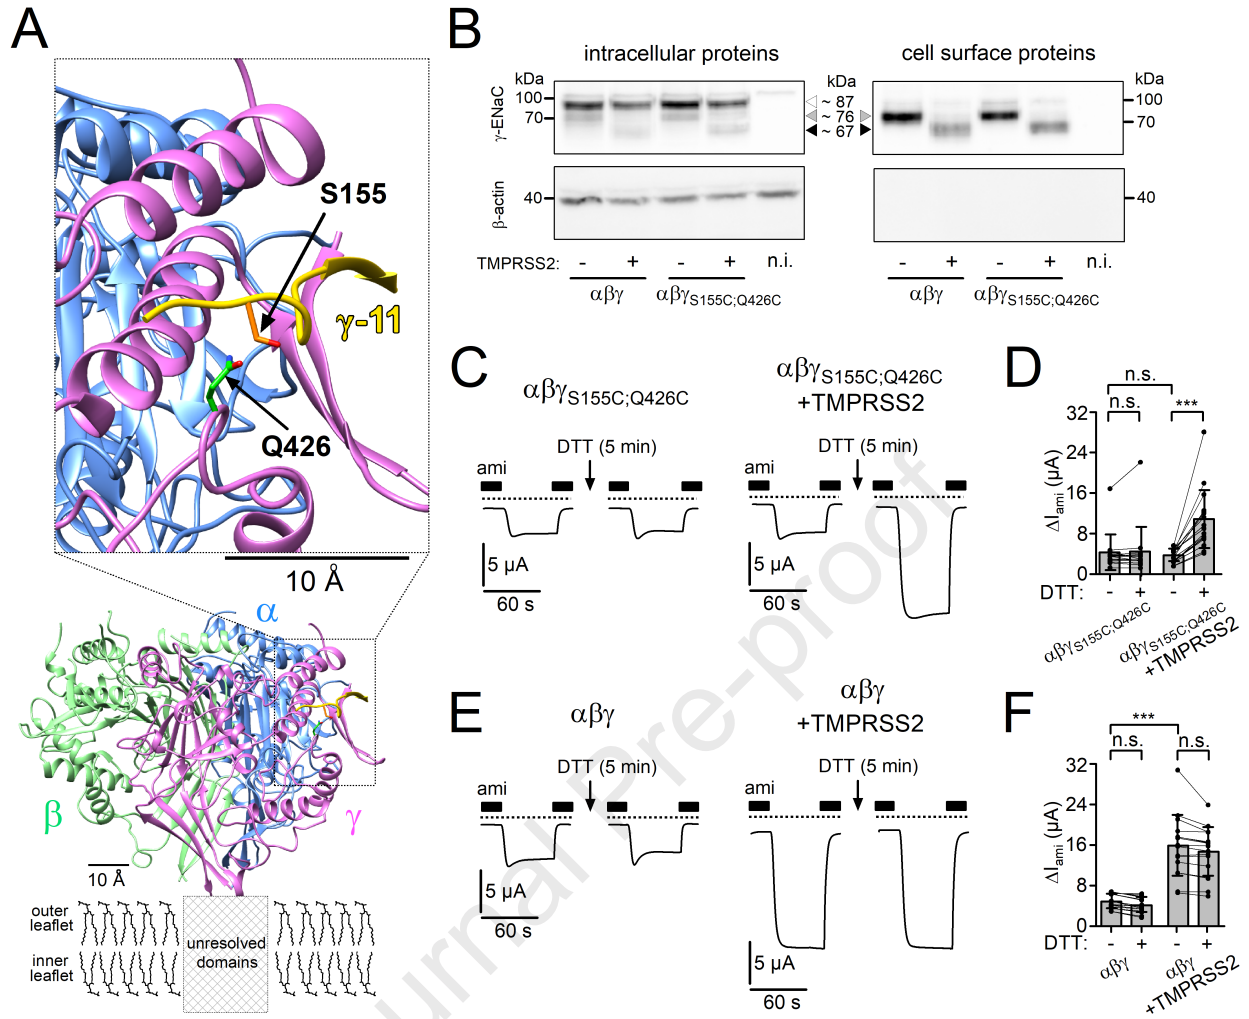 A
S155
γ-11
Q426
10 Å
α
β
γ
10 Å
outer
leaflet
inner
leaflet
unresolved
domains
B
intracellular proteins
cell surface proteins
kDa
kDa
kDa
γ-ENaC
100
70
~ 87
~ 76
~ 67
100
70
β-actin
40
40
TMPRSS2: - + - + n.i.
- + - + n.i.
αβγ αβγS155C;Q426C
αβγ αβγS155C;Q426C
C
αβγS155C;Q426C
αβγS155C;Q426C
+TMPRSS2
DTT (5 min)
DTT (5 min)
ami
ami
5 µA
60 s
5 µA
60 s
D
n.s.
n.s.
***
ΔIami (µA)
32
24
16
8
0
DTT: - + - +
αβγS155C;Q426C
αβγS155C;Q426C
+TMPRSS2
E
αβγ
αβγ
+TMPRSS2
DTT (5 min)
DTT (5 min)
ami
ami
5 µA
60 s
5 µA
60 s
F
***
n.s.
n.s.
ΔIami (µA)
32
24
16
8
0
DTT: - + - +
αβγ
αβγ
+TMPRSS2
urnal Pre-proof